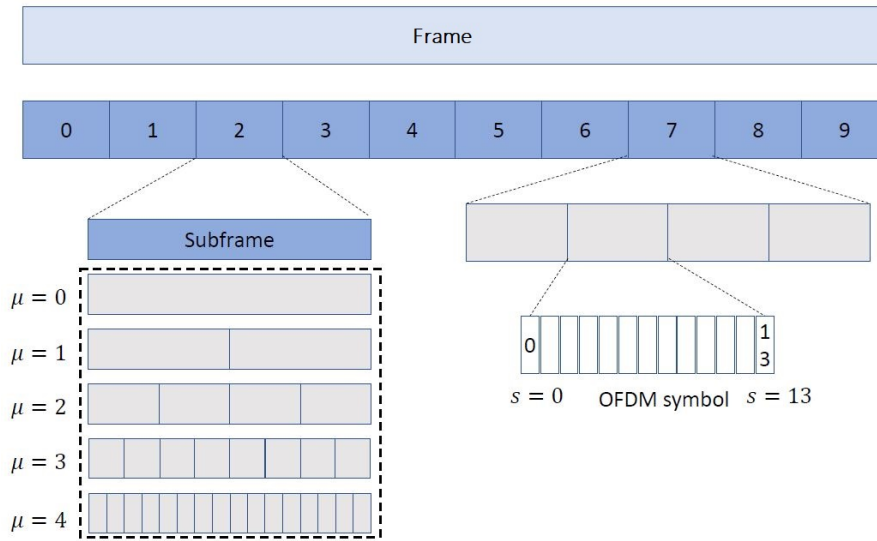 Frame
0 1 2 3 4 5 6 7 8 9
Subframe
μ = 0
μ = 1
μ = 2
μ = 3
μ = 4
0
1
3
s = 0 OFDM symbol s = 13